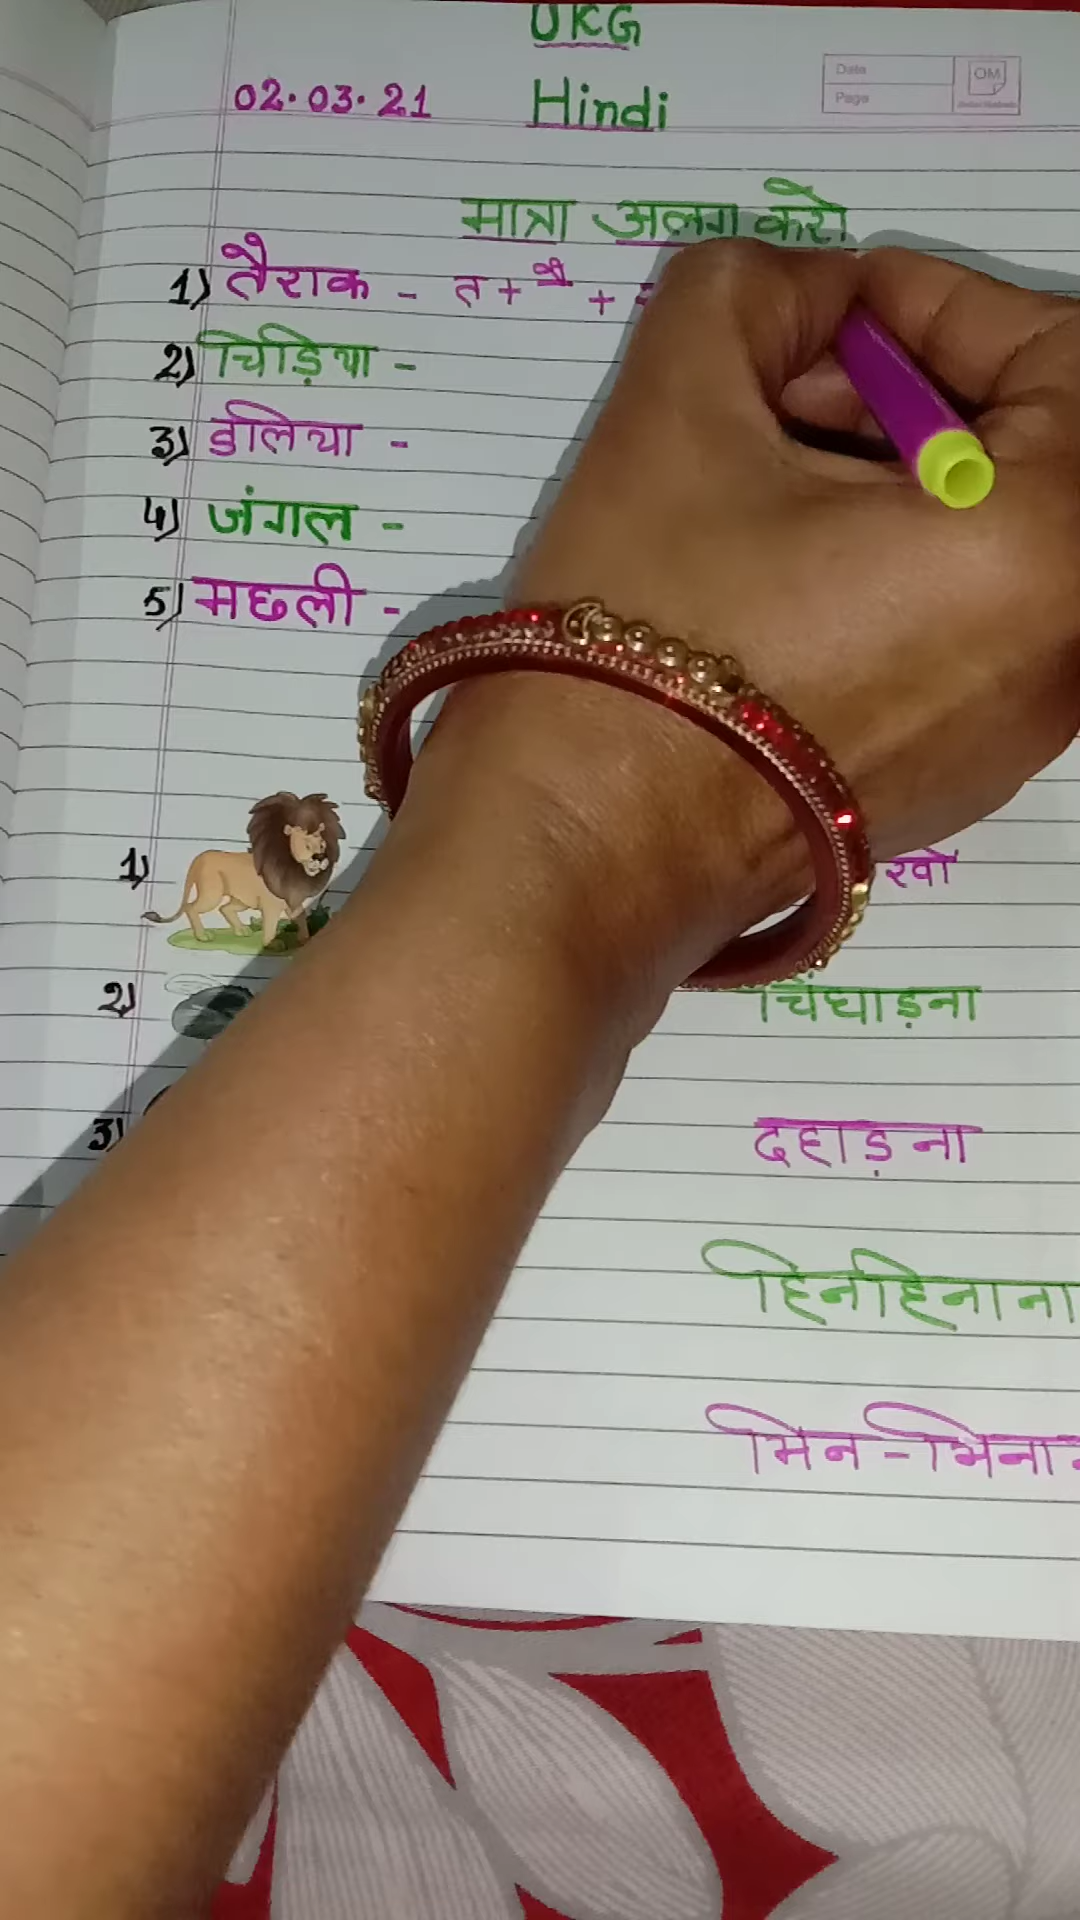 UKG
02.03.21 Hindi
Date
Page
OM
मात्रा अलग करो
1) तैराक - त + ै +
2) चिड़िया -
3) डलिया -
4) जंगल -
5) मछली -
1)
2) चिंघाड़ना
3) दहाड़ना
हिनहिनाना